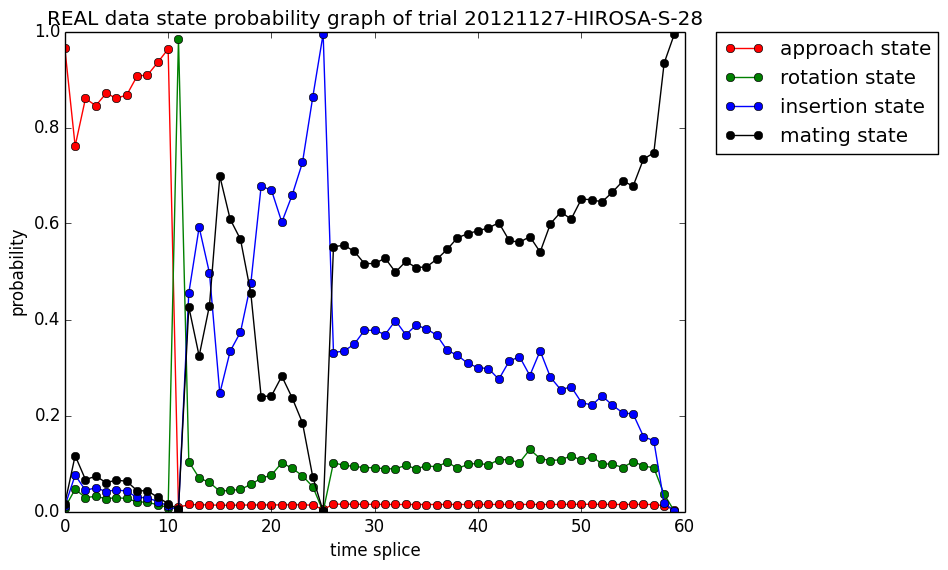 REAL data state probability graph of trial 20121127-HIROSA-S-28
1.0
0.8
0.6
0.4
0.2
0.0
probability
0 10 20 30 40 50 60
time splice
approach state
rotation state
insertion state
mating state